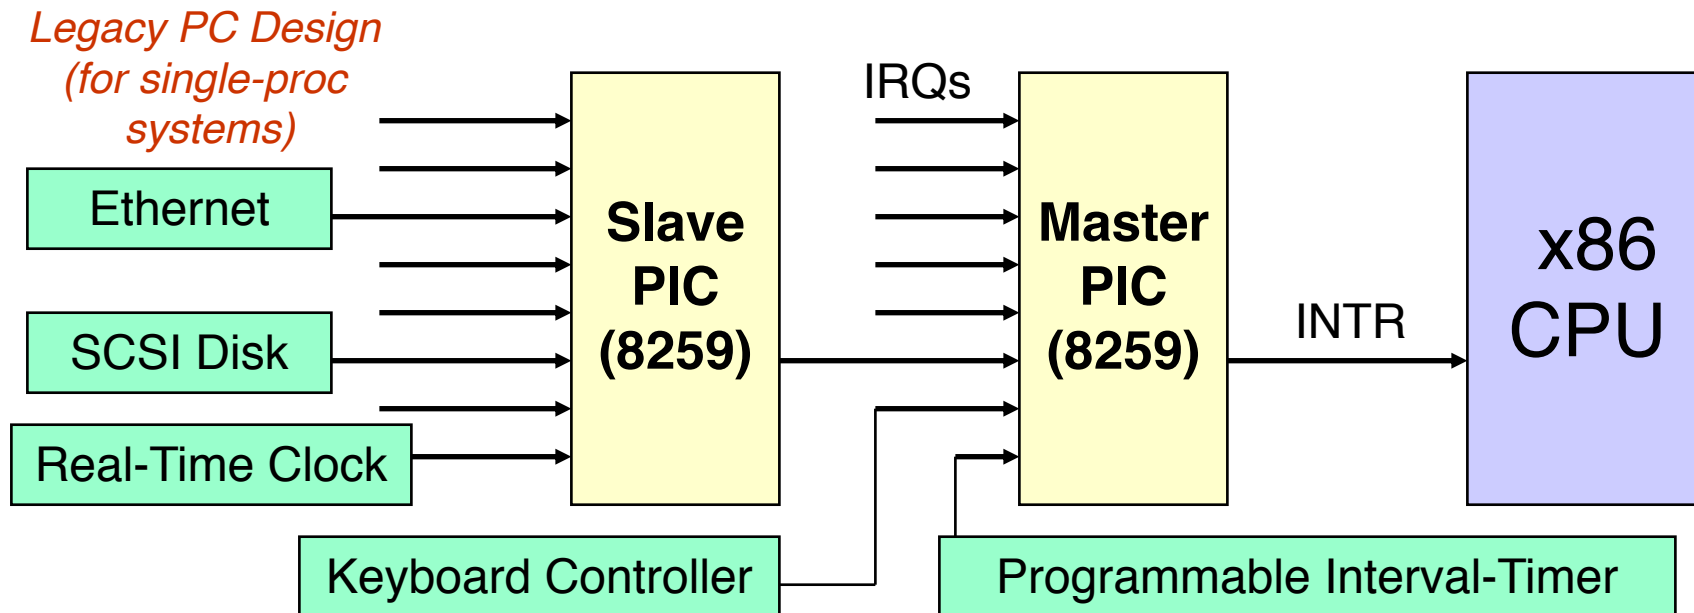 Legacy PC Design
(for single-proc
systems)
Ethernet
SCSI Disk
Real-Time Clock
Keyboard Controller
Slave
PIC
(8259)
IRQs
Master
PIC
(8259)
Programmable Interval-Timer
INTR
x86
CPU